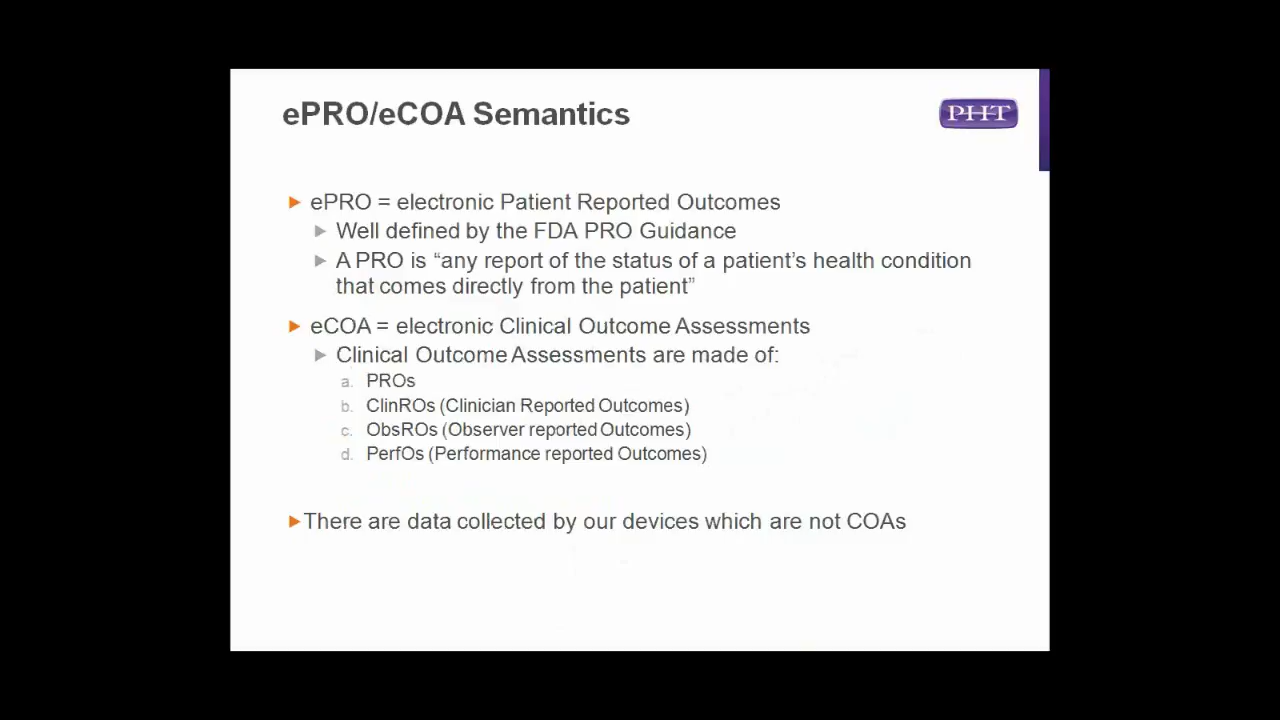 ePRO/eCOA Semantics
PHT
ePRO = electronic Patient Reported Outcomes
Well defined by the FDA PRO Guidance
A PRO is “any report of the status of a patient’s health condition
that comes directly from the patient”
eCOA = electronic Clinical Outcome Assessments
Clinical Outcome Assessments are made of:
a. PROs
b. ClinROs (Clinician Reported Outcomes)
c. ObsROs (Observer reported Outcomes)
d. PerfOs (Performance reported Outcomes)
There are data collected by our devices which are not COAs